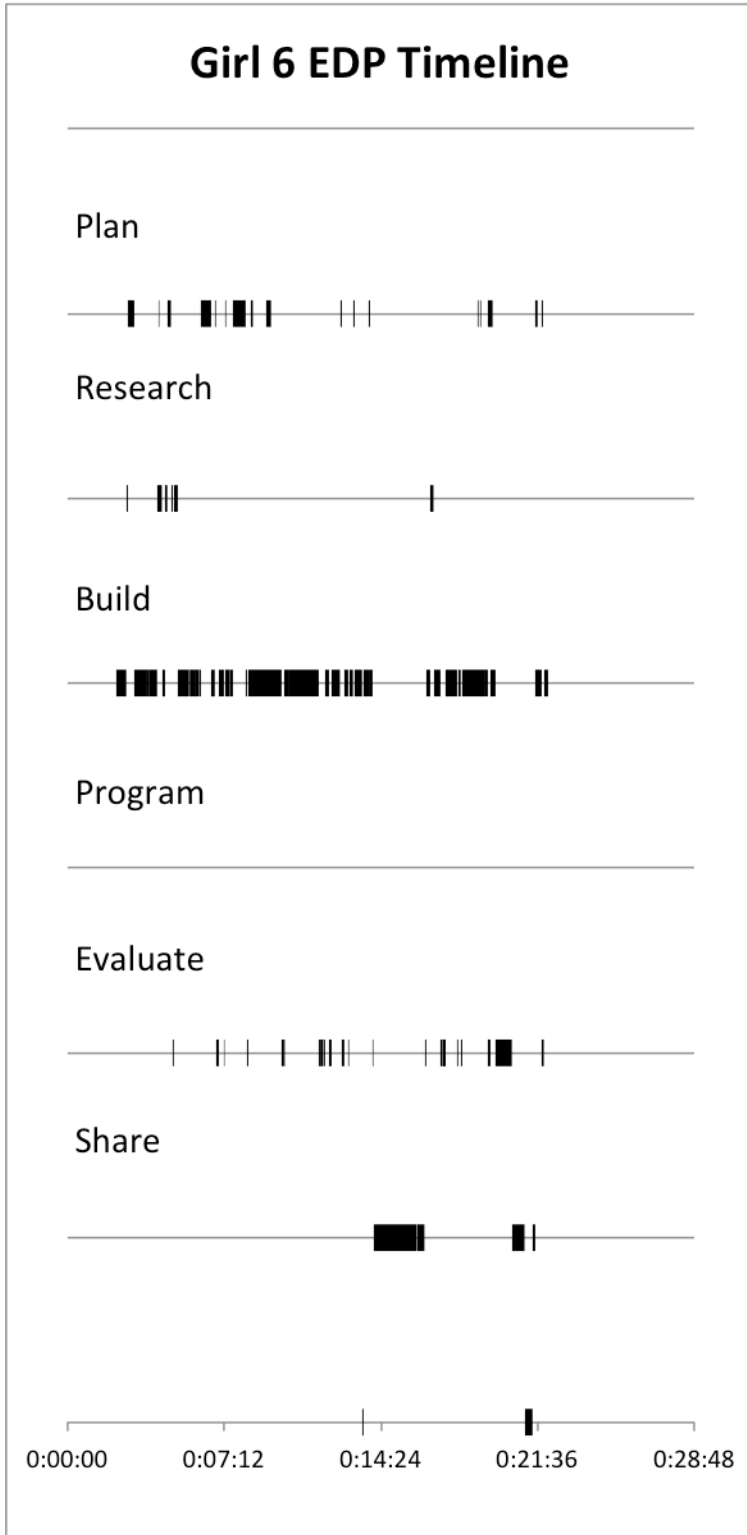 Girl 6 EDP Timeline
Plan
Research
Build
Program
Evaluate
Share
0:00:00 0:07:12 0:14:24 0:21:36 0:28:48